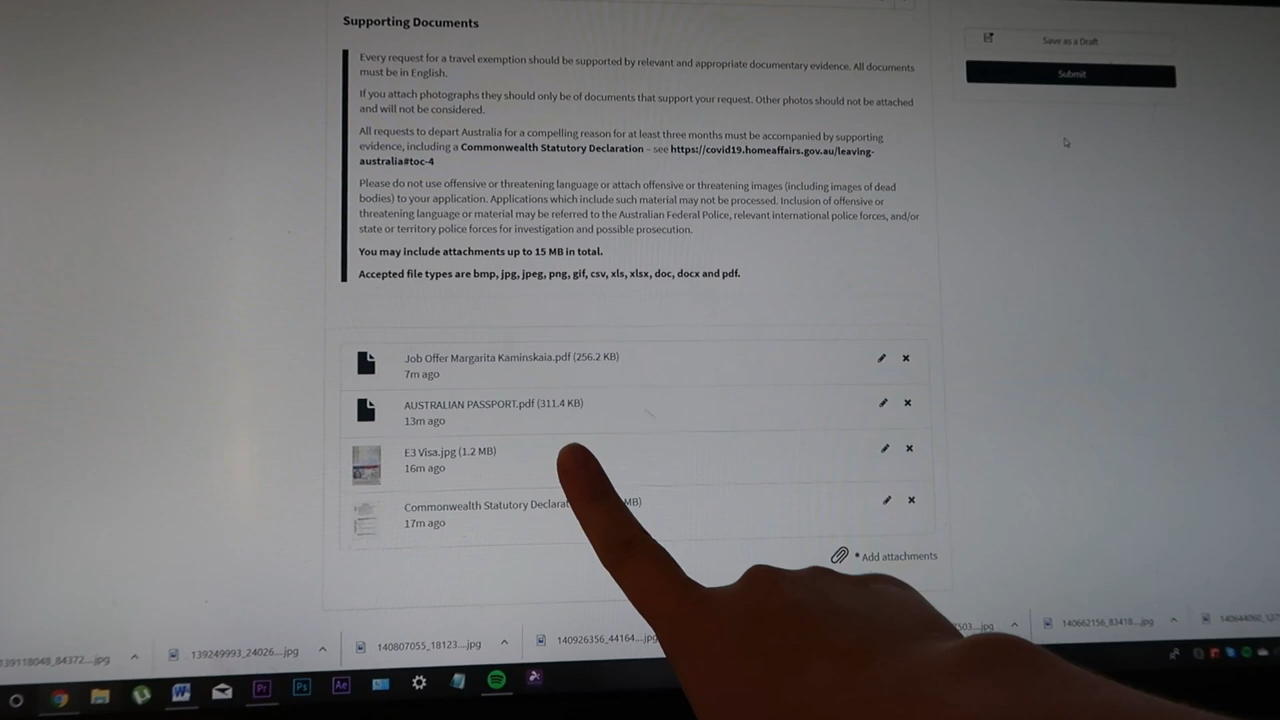 Supporting Documents
Save as a Draft
Submit
Every request for a travel exemption should be supported by relevant and appropriate documentary evidence. All documents
must be in English.
If you attach photographs they should only be of documents that support your request. Other photos should not be attached
and will not be considered.
All requests to depart Australia for a compelling reason for at least three months must be accompanied by supporting
evidence, including a Commonwealth Statutory Declaration – see https://covid19.homeaffairs.gov.au/leaving-
australia#toc-4
Please do not use offensive or threatening language or attach offensive or threatening images (including images of dead
bodies) to your application. Applications which include such material may not be processed. Inclusion of offensive or
threatening language or material may be referred to the Australian Federal Police, relevant international police forces, and/or
state or territory police forces for investigation and possible prosecution.
You may include attachments up to 15 MB in total.
Accepted file types are bmp, jpg, jpeg, png, gif, csv, xls, xlsx, doc, docx and pdf.
Job Offer Margarita Kaminskaia.pdf (256.2 KB)
7m ago
AUSTRALIAN PASSPORT.pdf (311.4 KB)
13m ago
E3 Visa.jpg (1.2 MB)
16m ago
Commonwealth Statutory Declarat MB)
17m ago
* Add attachments
139118048_84372....jpg
139249993_24026....jpg
140807055_18123....jpg
140926356_44164....jpg
503....jpg
140662156_83418....jpg
W
Pr
Ps
Ae